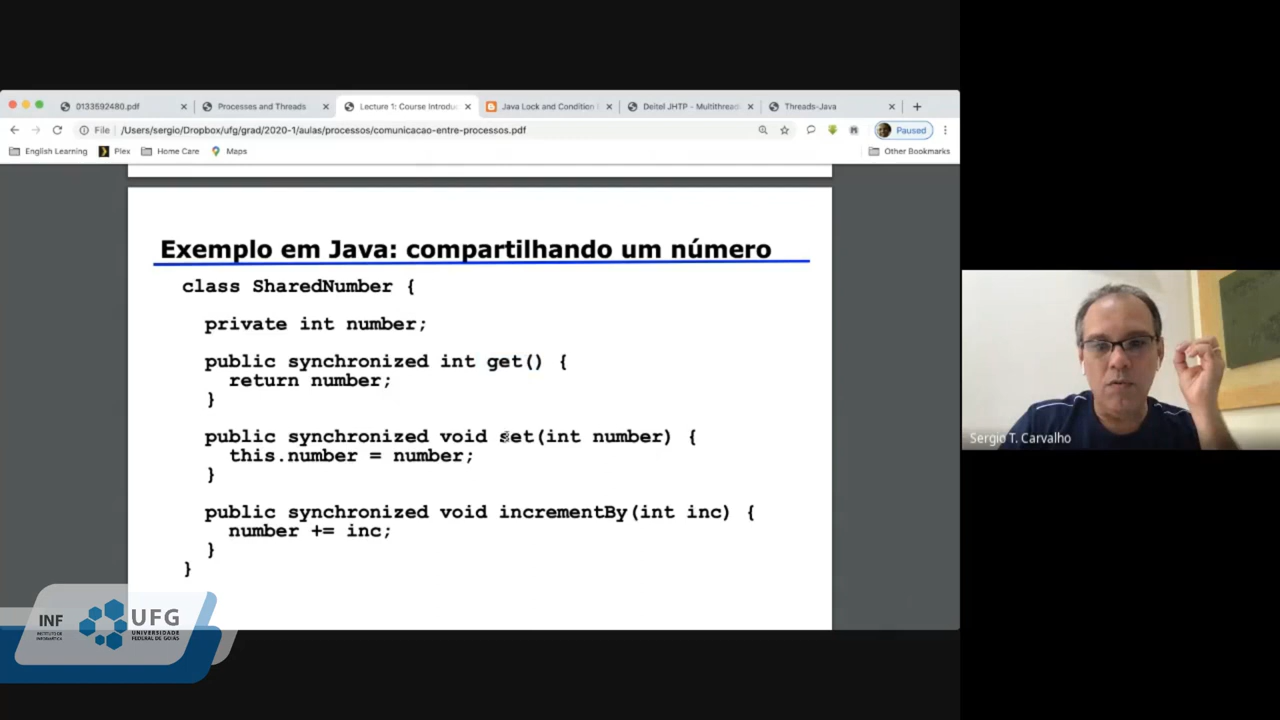 0133592480.pdf
Processes and Threads
Lecture 1: Course Introdu
Java Lock and Condition
Deitel JHTP - Multithread
Threads-Java
File
/Users/sergio/Dropbox/ufg/grad/2020-1/aulas/processos/comunicacao-entre-processos.pdf
Paused
English Learning
Plex
Home Care
Maps
Other Bookmarks
Exemplo em Java: compartilhando um número
class SharedNumber {
private int number;
public synchronized int get() {
return number;
}
public synchronized void set(int number) {
this.number = number;
}
public synchronized void incrementBy(int inc) {
number += inc;
}
}
Sergio T. Carvalho
INF
INSTITUTO DE
INFORMÁTICA
UFG
UNIVERSIDADE
FEDERAL DE GOIÁS